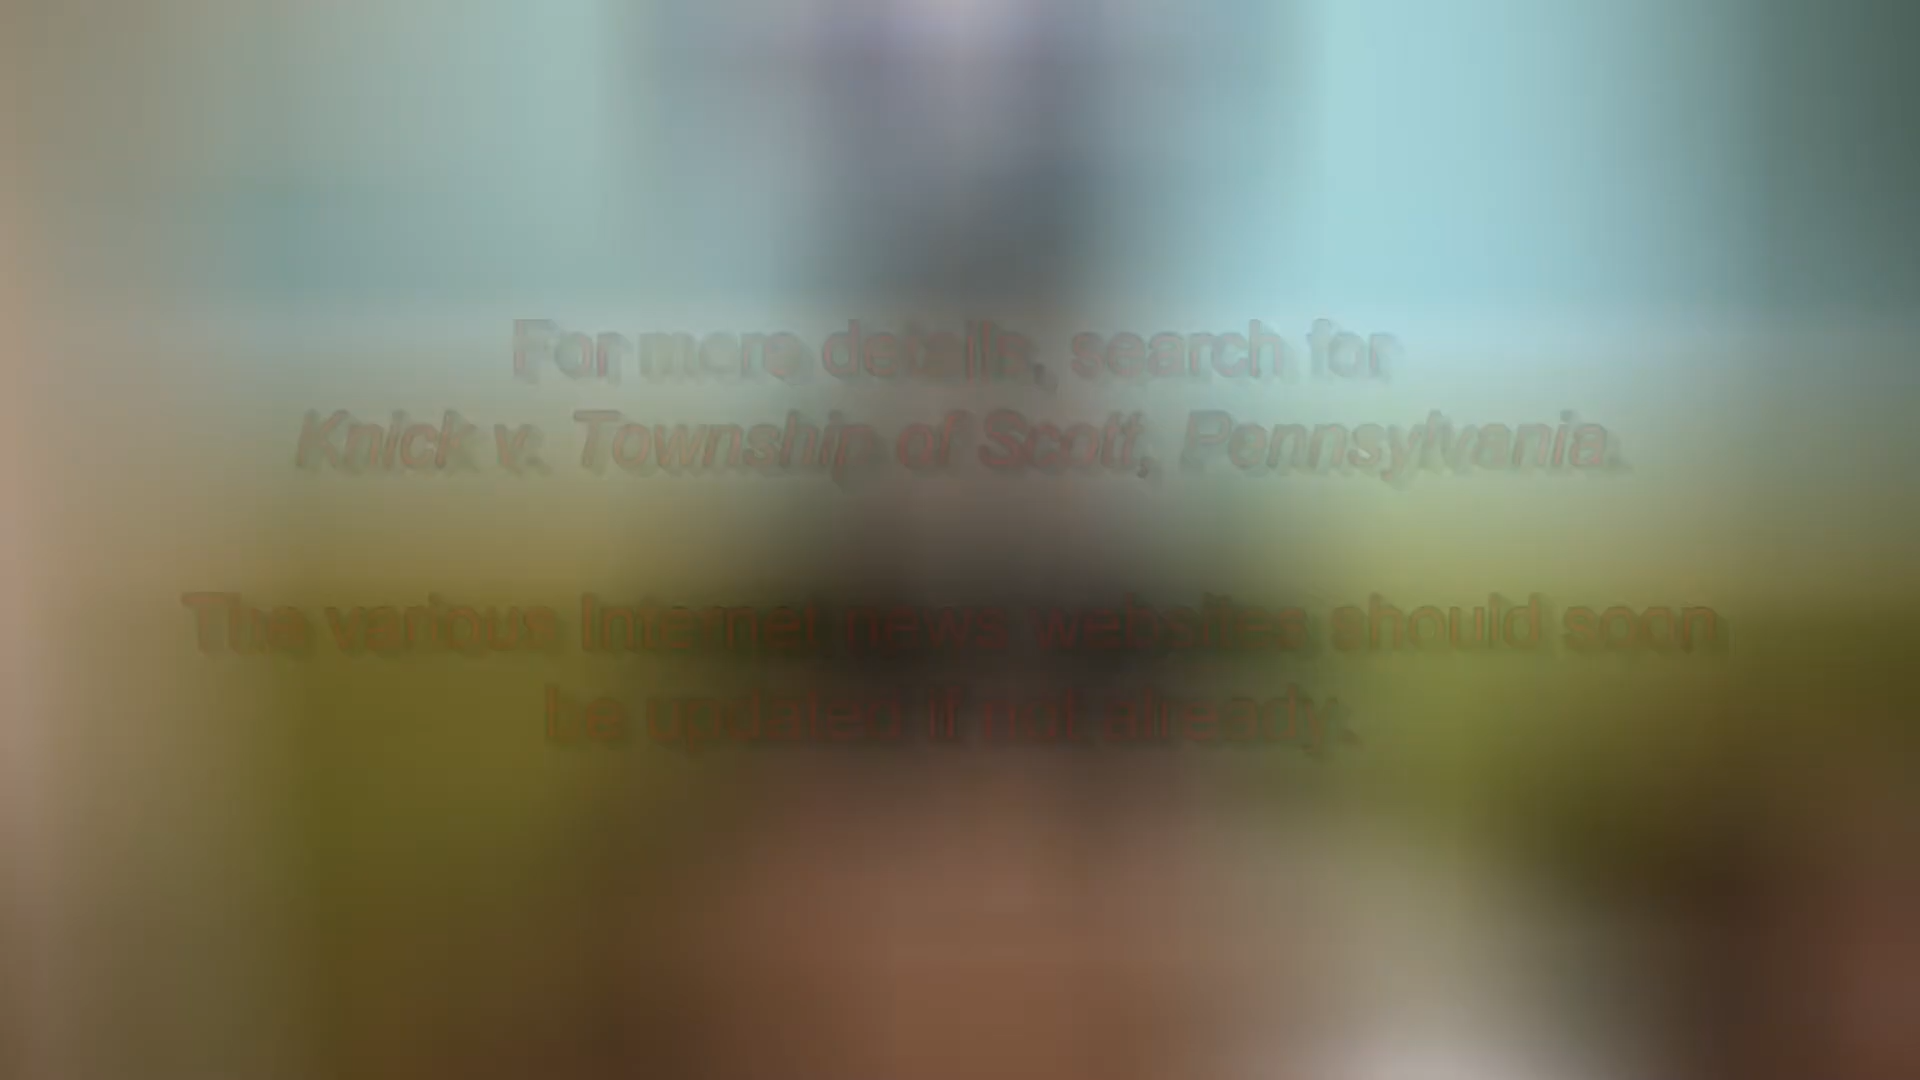 For more details, search for
Knick v. Township of Scott, Pennsylvania.
The various Internet news websites should soon
be updated if not already.